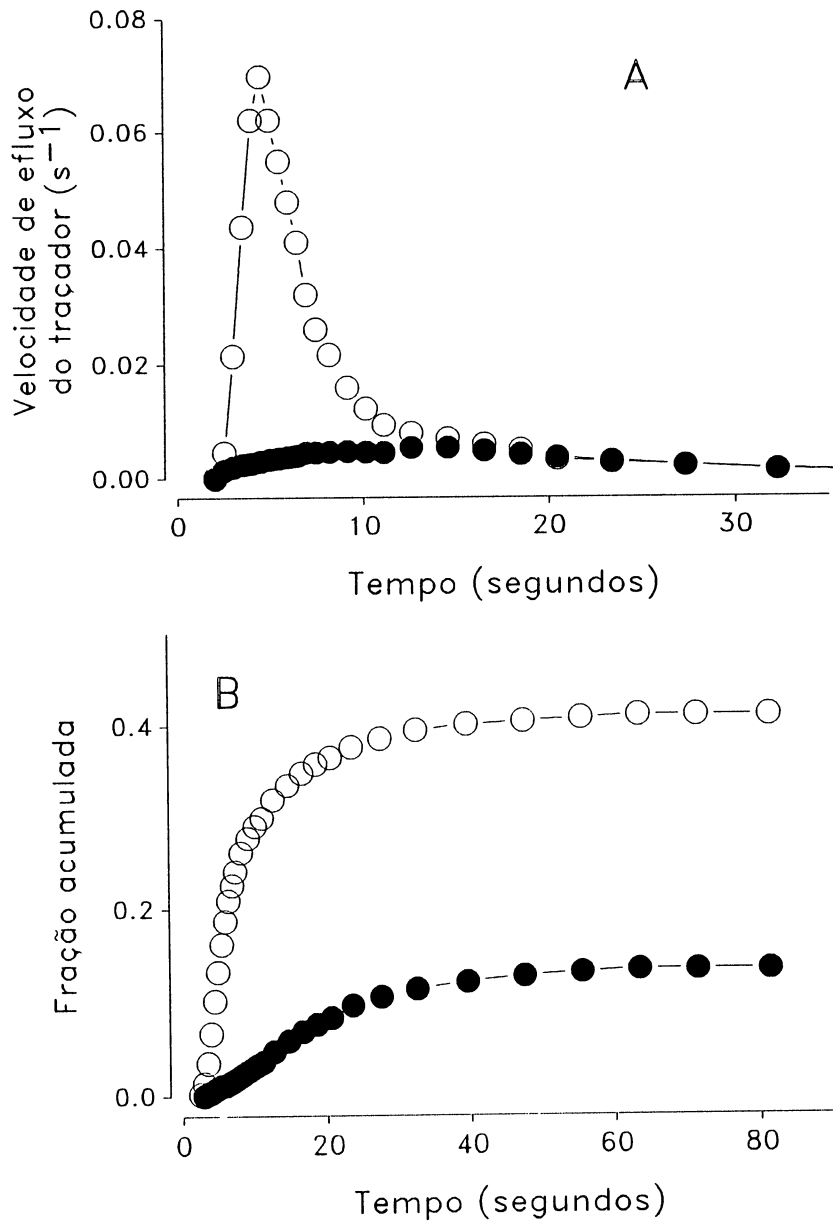 0.08
0.06
0.04
0.02
0.00
Velocidade de efluxo
do traçador (s−1)
A
0
10
20
30
Tempo (segundos)
B
0.4
0.2
0.0
Fração acumulada
0
20
40
60
80
Tempo (segundos)